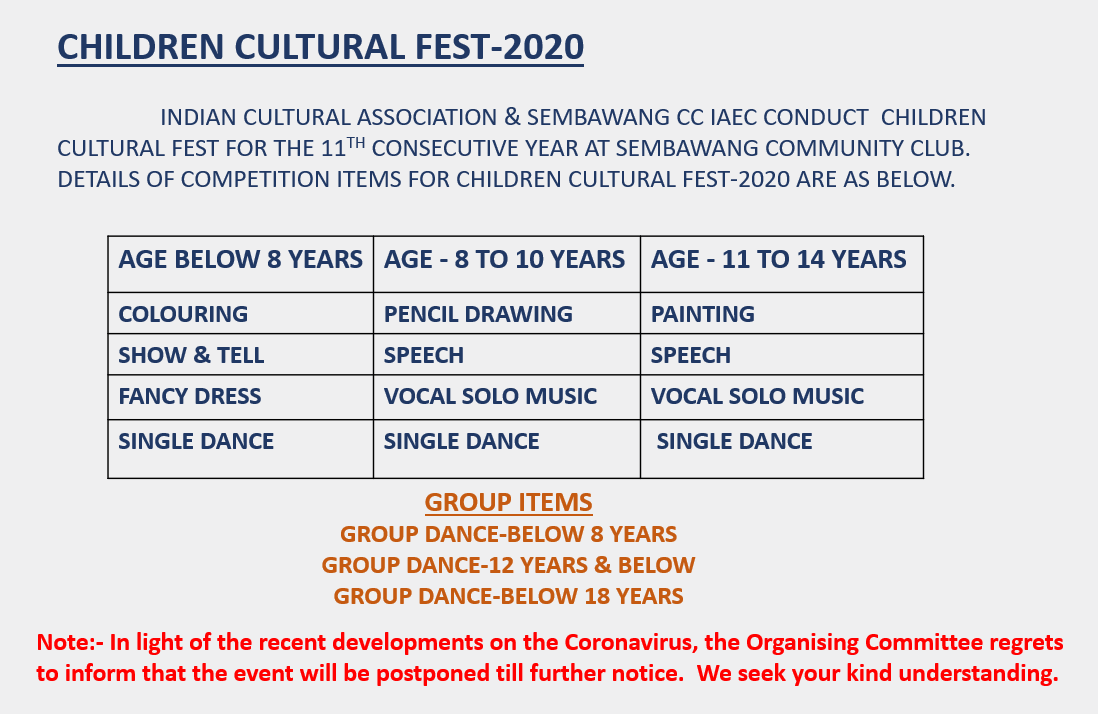 CHILDREN CULTURAL FEST-2020
INDIAN CULTURAL ASSOCIATION & SEMBAWANG CC IAEC CONDUCT CHILDREN
CULTURAL FEST FOR THE 11TH CONSECUTIVE YEAR AT SEMBAWANG COMMUNITY CLUB.
DETAILS OF COMPETITION ITEMS FOR CHILDREN CULTURAL FEST-2020 ARE AS BELOW.
AGE BELOW 8 YEARS AGE - 8 TO 10 YEARS AGE - 11 TO 14 YEARS
COLOURING PENCIL DRAWING PAINTING
SHOW & TELL SPEECH SPEECH
FANCY DRESS VOCAL SOLO MUSIC VOCAL SOLO MUSIC
SINGLE DANCE SINGLE DANCE SINGLE DANCE
GROUP ITEMS
GROUP DANCE-BELOW 8 YEARS
GROUP DANCE-12 YEARS & BELOW
GROUP DANCE-BELOW 18 YEARS
Note:- In light of the recent developments on the Coronavirus, the Organising Committee regrets
to inform that the event will be postponed till further notice. We seek your kind understanding.